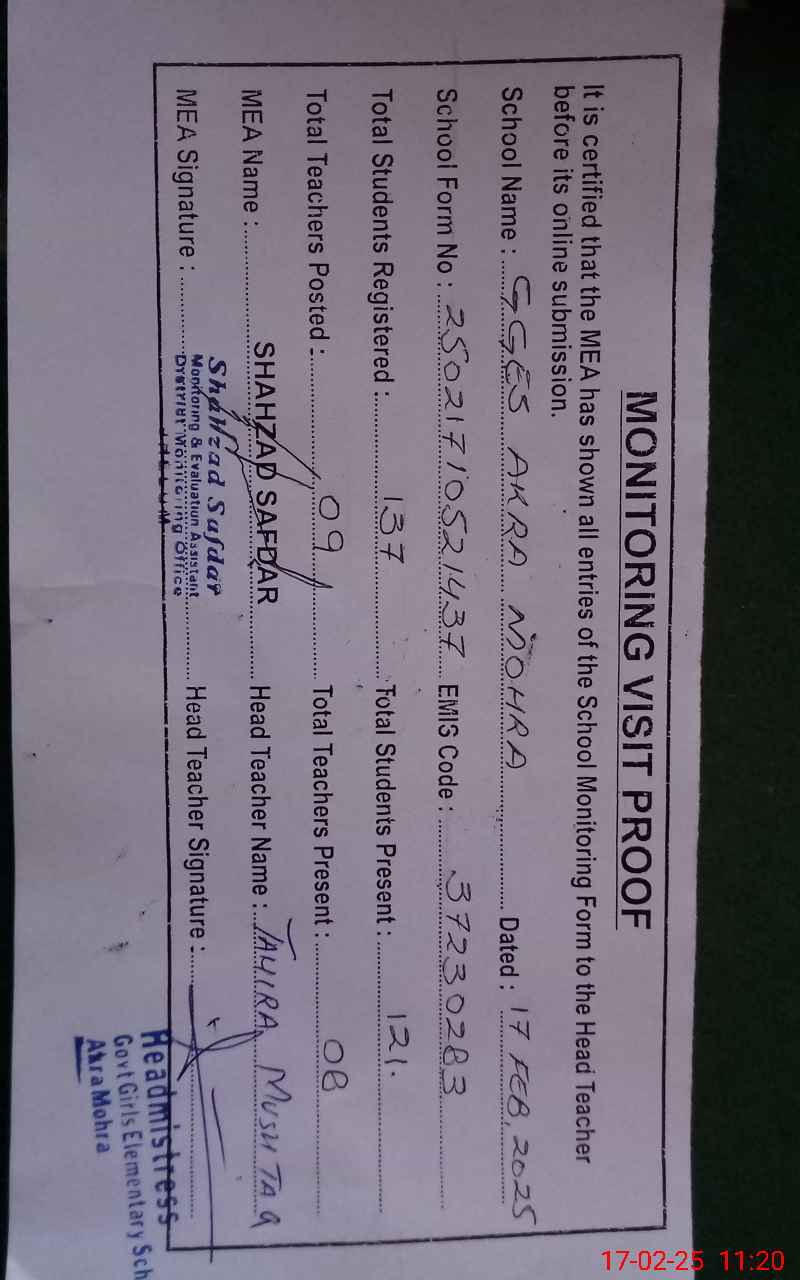 MONITORING VISIT PROOF
It is certified that the MEA has shown all entries of the School Monitoring Form to the Head Teacher
before its online submission.
School Name : GGES AKRA MOHRA Dated : 17 FEB, 2025
School Form No : 2502171052 1437 EMIS Code : 37230283
Total Students Registered : 137 Total Students Present : 121.
Total Teachers Posted : 09 Total Teachers Present : 08
MEA Name : SHAHZAD SAFDAR Head Teacher Name : TAHIRA MUSHTAQ
MEA Signature : Head Teacher Signature :
Shahzad Safdar
Monitoring & Evaluation Assistant
District Monitoring Office
Headmistress
Govt Girls Elementary Sch
Akra Mohra
17-02-25 11:20